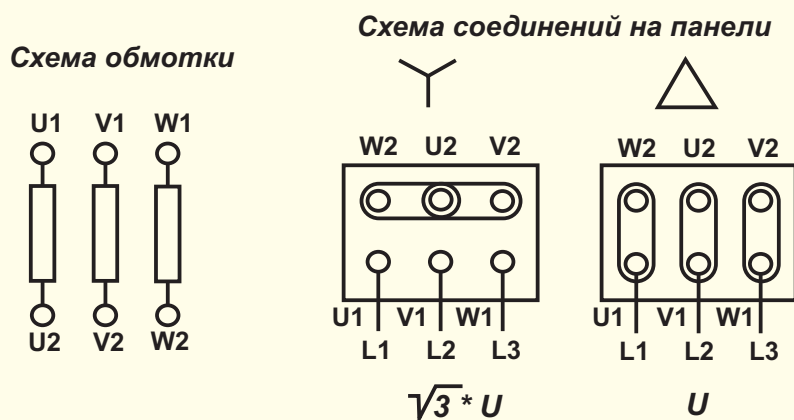 Схема обмотки
U1 V1 W1
U2 V2 W2
Схема соединений на панели
W2 U2 V2
U1 V1 W1
L1 L2 L3
√3 * U
W2 U2 V2
U1 V1 W1
L1 L2 L3
U